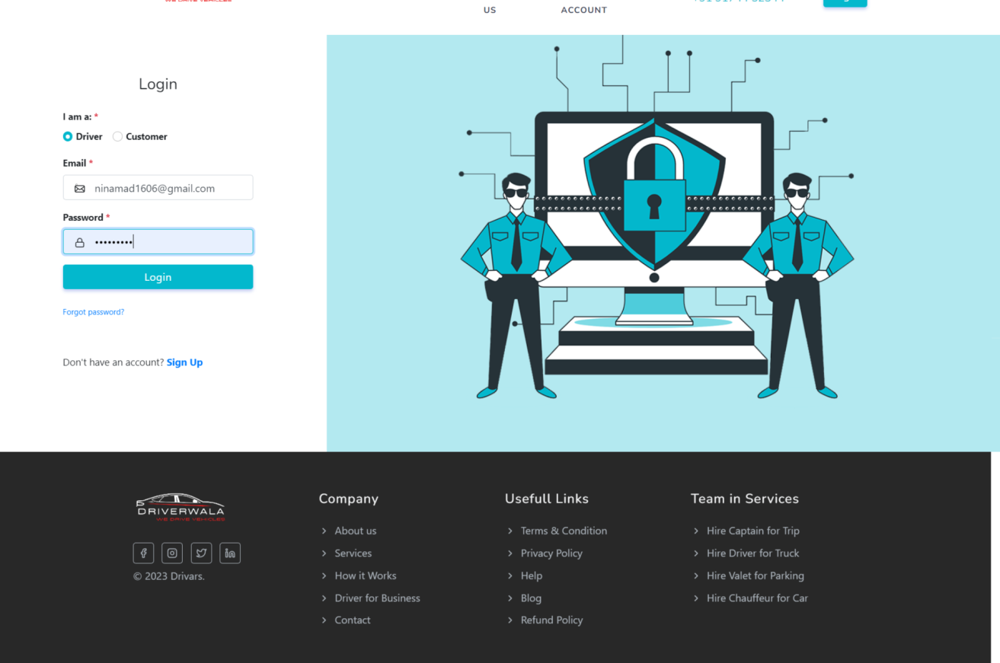 WE DRIVE VEHICLES
US
ACCOUNT
Login
I am a: *
Driver
Customer
Email *
ninamad1606@gmail.com
Password *
•••••••••
Login
Forgot password?
Don't have an account? Sign Up
DRIVERWALA
WE DRIVE VEHICLES
© 2023 Drivars.
Company
About us
Services
How it Works
Driver for Business
Contact
Usefull Links
Terms & Condition
Privacy Policy
Help
Blog
Refund Policy
Team in Services
Hire Captain for Trip
Hire Driver for Truck
Hire Valet for Parking
Hire Chauffeur for Car